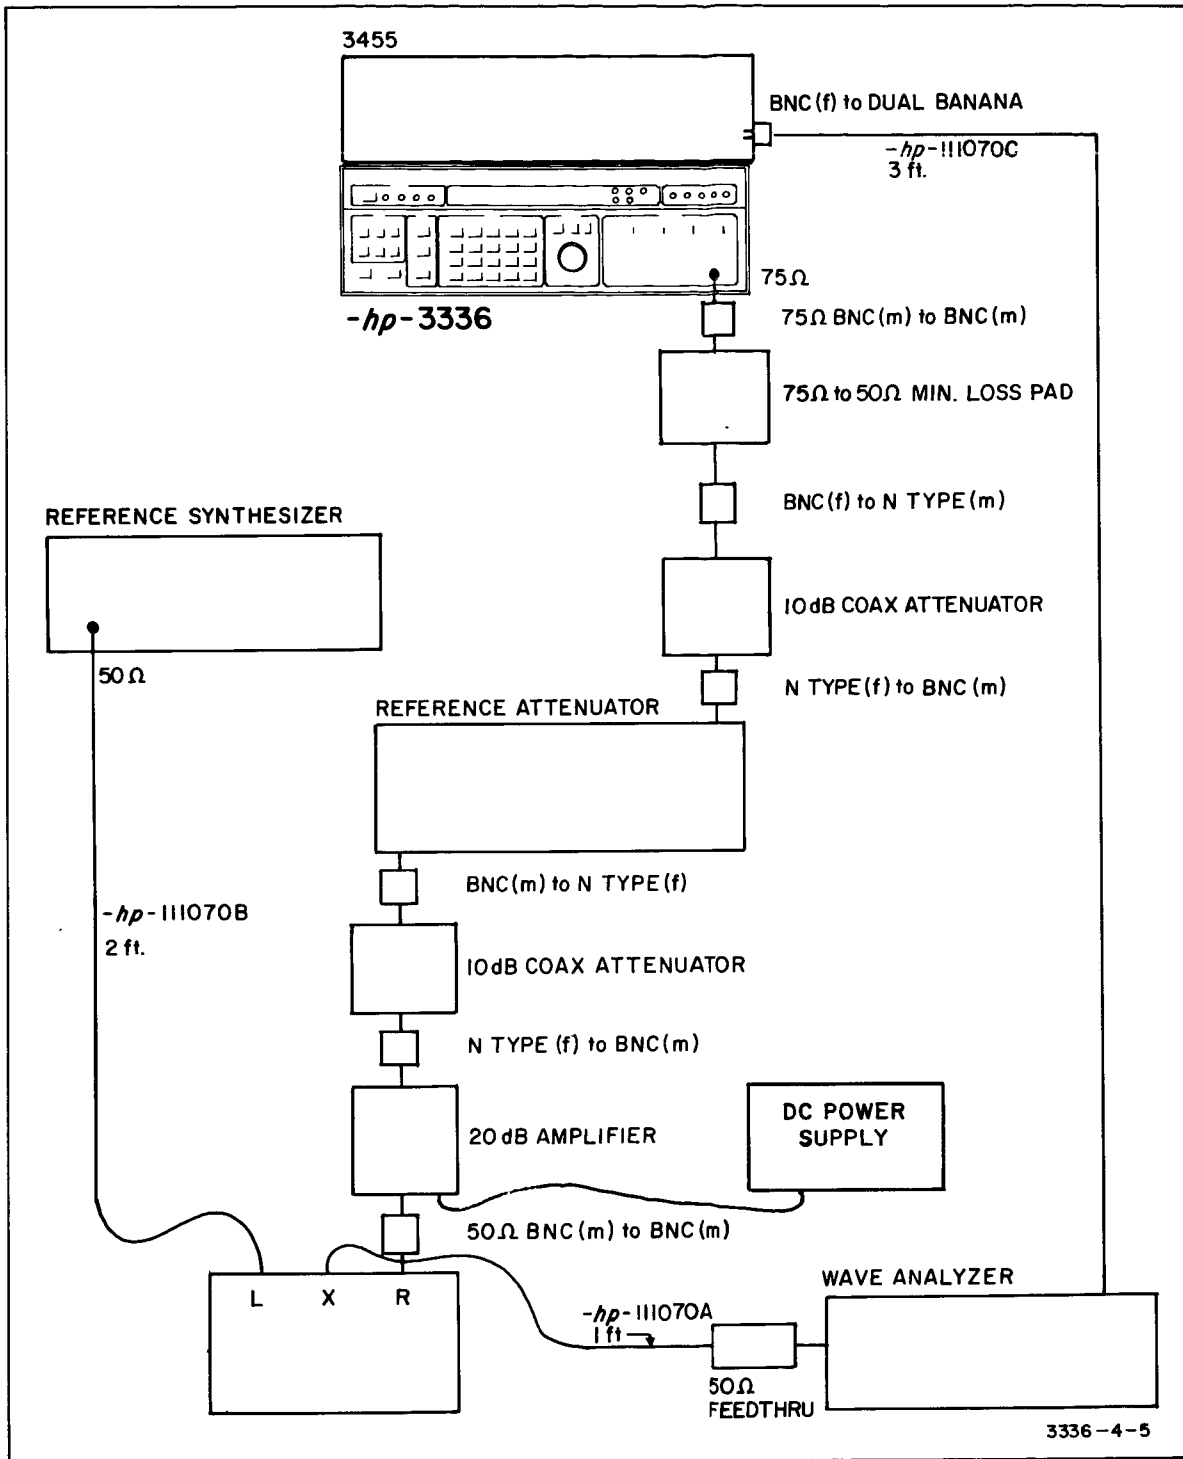 3455
BNC(f) to DUAL BANANA
-hp-111070C
3 ft.
75Ω
-hp-3336
75Ω BNC(m) to BNC(m)
75Ω to 50Ω MIN. LOSS PAD
BNC(f) to N TYPE(m)
REFERENCE SYNTHESIZER
10dB COAX ATTENUATOR
50Ω
N TYPE(f) to BNC(m)
REFERENCE ATTENUATOR
BNC(m) to N TYPE(f)
-hp-111070B
2 ft.
10dB COAX ATTENUATOR
N TYPE (f) to BNC(m)
DC POWER
SUPPLY
20dB AMPLIFIER
50Ω BNC(m) to BNC(m)
WAVE ANALYZER
L X R
-hp-111070A
1 ft
50Ω
FEEDTHRU
3336-4-5